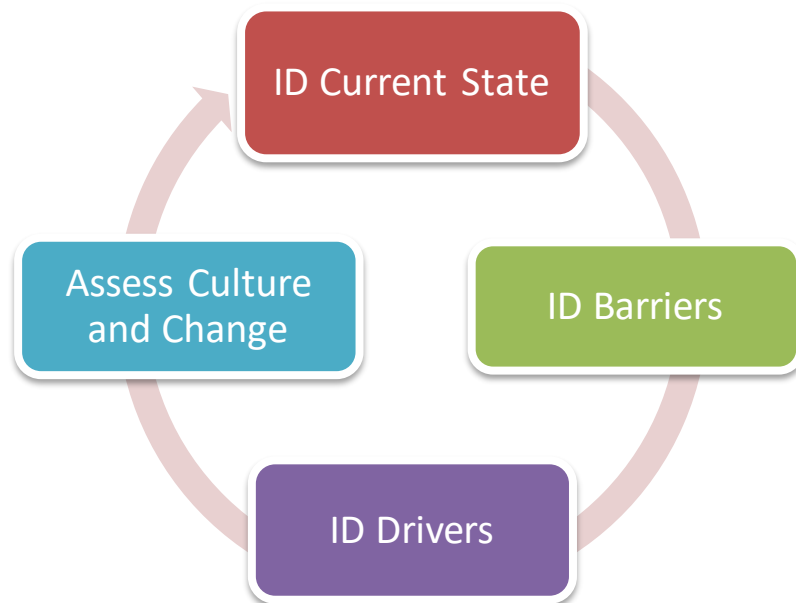 ID Current State
ID Barriers
ID Drivers
Assess Culture
and Change